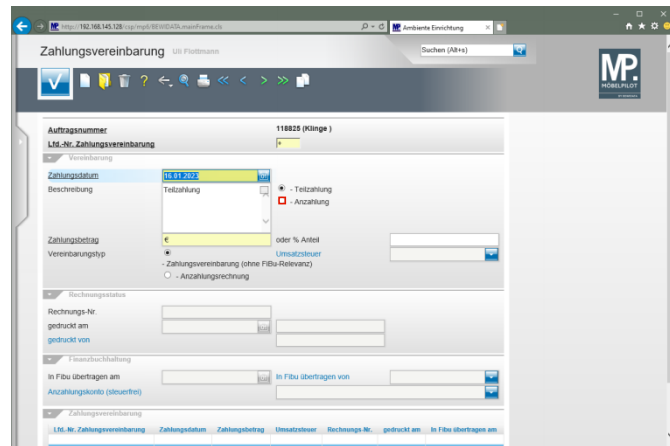 http://192.168.145.128/csp/mp6/BEWIDATA.mainFrame.cls
Ambiente Einrichtung
Zahlungsvereinbarung Uli Flottmann
Suchen (Alt+s)
MP.
MÖBELPILOT
Auftragsnummer 118825 (Klinge )
Lfd.-Nr. Zahlungsvereinbarung +
Vereinbarung
Zahlungsdatum 16.01.2023
Beschreibung Teilzahlung - Teilzahlung
- Anzahlung
Zahlungsbetrag € oder % Anteil
Vereinbarungstyp Umsatzsteuer
- Zahlungsvereinbarung (ohne FiBu-Relevanz)
- Anzahlungsrechnung
Rechnungsstatus
Rechnungs-Nr.
gedruckt am
gedruckt von
Finanzbuchhaltung
In Fibu übertragen am In Fibu übertragen von
Anzahlungskonto (steuerfrei)
Zahlungsvereinbarung
Lfd.-Nr. Zahlungsvereinbarung Zahlungsdatum Zahlungsbetrag Umsatzsteuer Rechnungs-Nr. gedruckt am In Fibu übertragen am